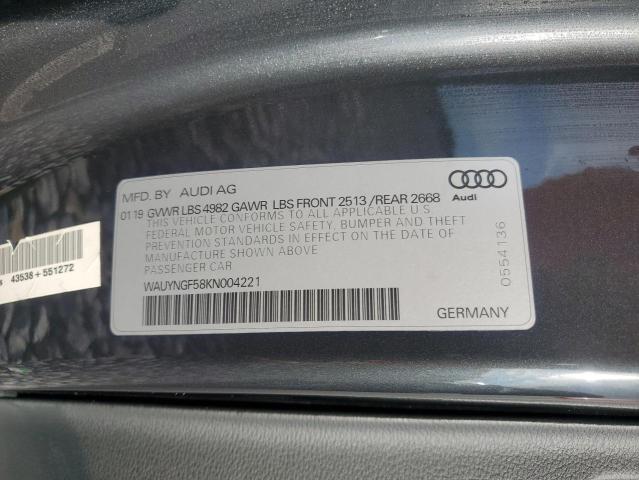 MFD. BY AUDI AG
01 19 GVWR LBS 4982 GAWR LBS FRONT 2513 / REAR 2668
THIS VEHICLE CONFORMS TO ALL APPLICABLE U S
FEDERAL MOTOR VEHICLE SAFETY, BUMPER AND THEFT
PREVENTION STANDARDS IN EFFECT ON THE DATE OF
MANUFACTURE SHOWN ABOVE
PASSENGER CAR
WAUYNGF58KN004221
Audi
0554136
GERMANY
43538 + 551272